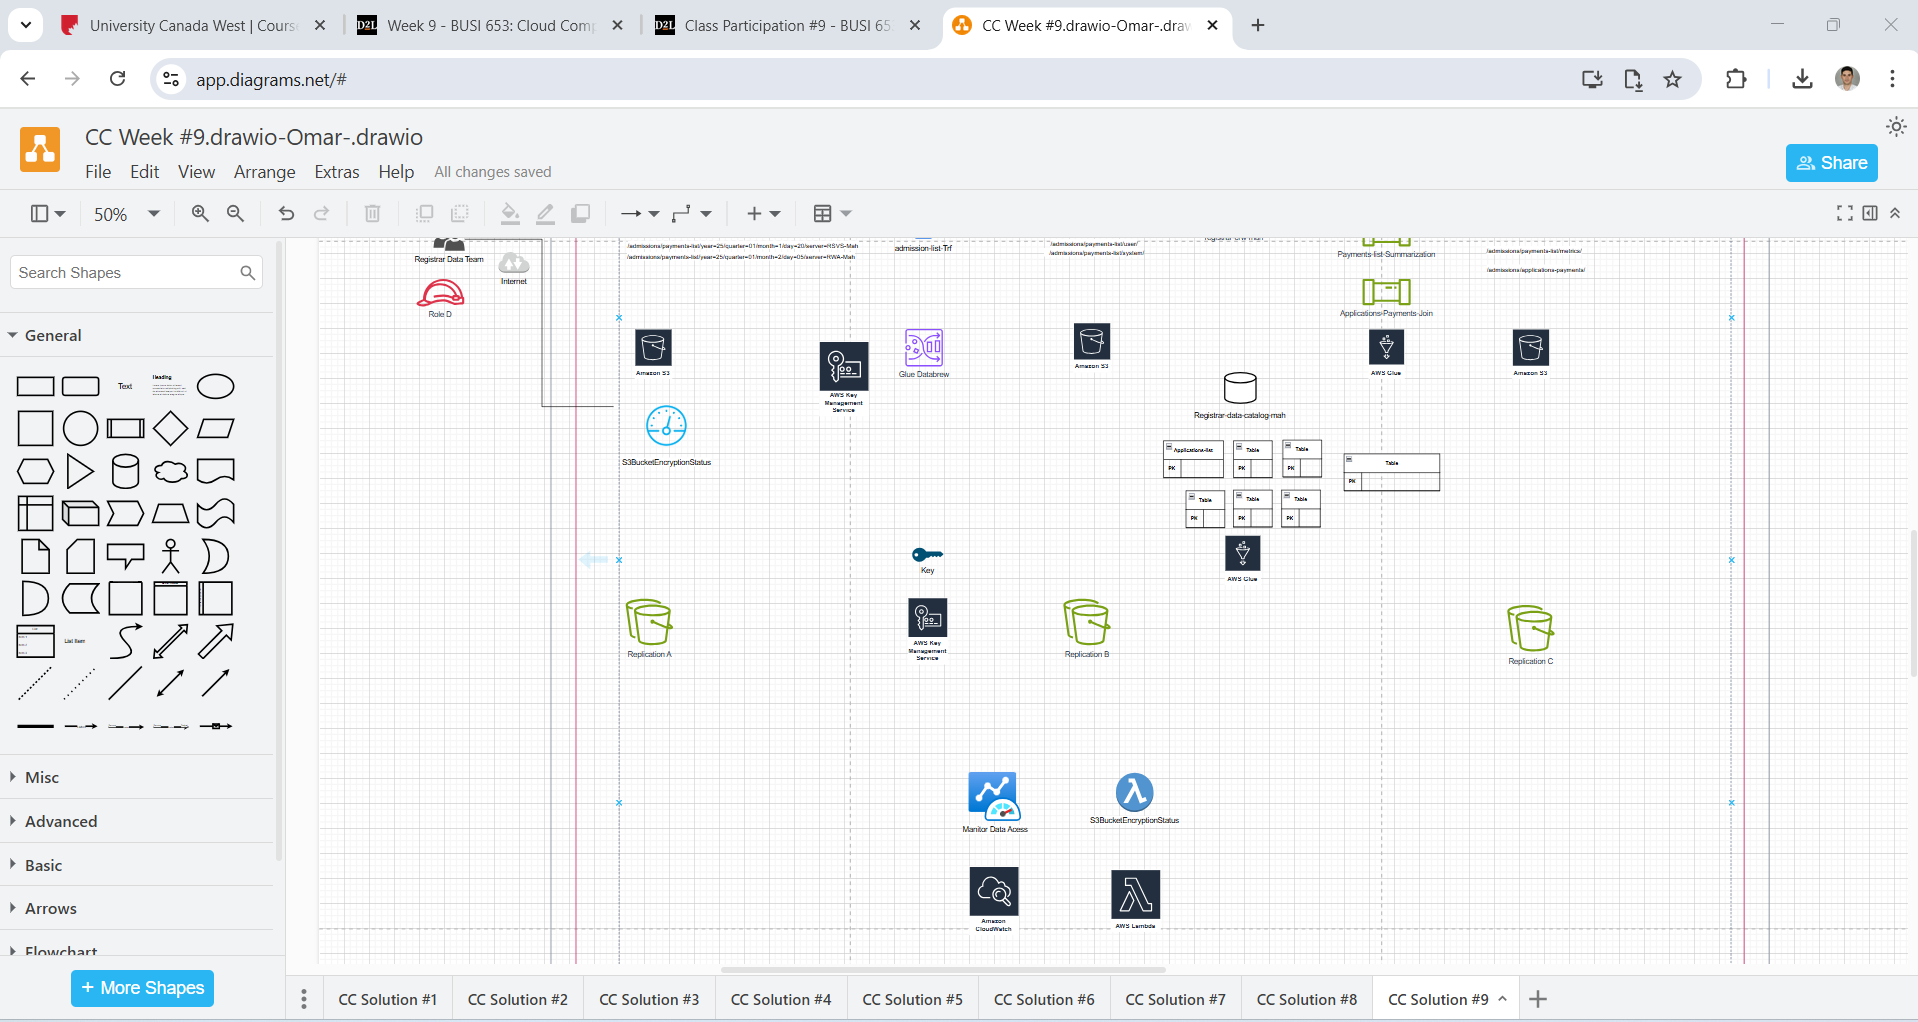 University Canada West | Cours
Week 9 - BUSI 653: Cloud Comp
Class Participation #9 - BUSI 65
CC Week #9.drawio-Omar-.draw
app.diagrams.net/#
CC Week #9.drawio-Omar-.drawio
File Edit View Arrange Extras Help All changes saved
Share
50%
Search Shapes
General
Text
Heading
List Item
Misc
Advanced
Basic
Arrows
Flowchart
+ More Shapes
Registrar Data Team
Internet
Role D
/admissions/payments-list/year=25/quarter=01/month=1/day=20/server=RSVS-Mah
/admissions/payments-list/year=25/quarter=01/month=2/day=05/server=RWA-Mah
admission-list-Trf
/admissions/payments-list/user/
/admissions/payments-list/system/
Payments-list-Summarization
/admissions/payments-list/metrics/
/admissions/applications-payments/
Applications-Payments-Join
Amazon S3
AWS Key
Management
Service
Glue Databrew
Amazon S3
AWS Glue
Amazon S3
Registrar-data-catalog-mah
S3BucketEncryptionStatus
Applications-list
PK
Table
PK
Table
PK
Table
PK
Table
PK
Table
PK
Table
PK
AWS Glue
Key
AWS Key
Management
Service
Replication A
Replication B
Replication C
Manitor Data Acess
S3BucketEncryptionStatus
Amazon
CloudWatch
AWS Lambda
CC Solution #1
CC Solution #2
CC Solution #3
CC Solution #4
CC Solution #5
CC Solution #6
CC Solution #7
CC Solution #8
CC Solution #9